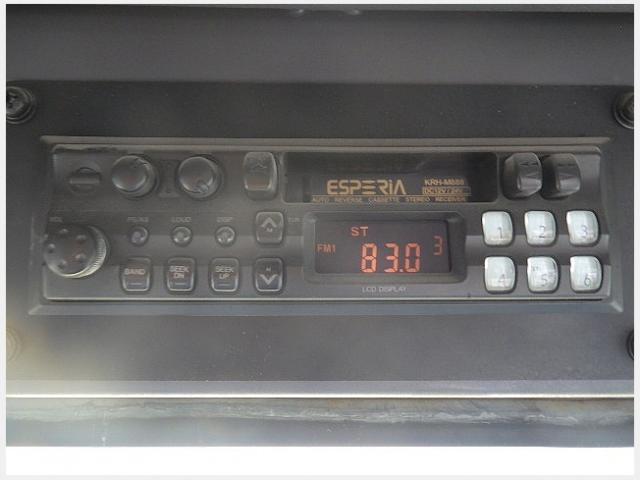 ESPERIA
KRH-M888
DC12V / 24V
AUTO REVERSE CASSETTE STEREO RECEIVER
VOL
PS/AS
LOUD
DISP
TUN
ST
FM1
83.0
3
LCD DISPLAY
BAND
SEEK DN
SEEK UP
1
2
3
4
5
6